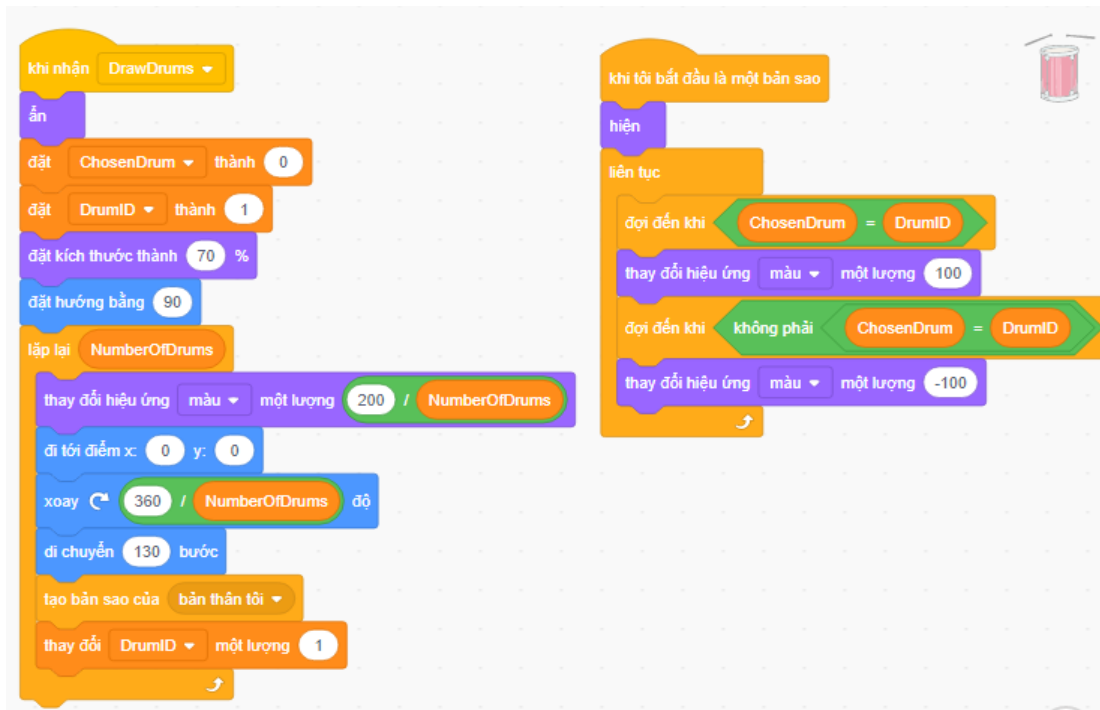 khi nhận DrawDrums
ẩn
đặt ChosenDrum thành 0
đặt DrumID thành 1
đặt kích thước thành 70 %
đặt hướng bằng 90
lặp lại NumberOfDrums
thay đổi hiệu ứng màu một lượng 200 / NumberOfDrums
đi tới điểm x: 0 y: 0
xoay 360 / NumberOfDrums độ
di chuyển 130 bước
tạo bản sao của bản thân tôi
thay đổi DrumID một lượng 1
khi tôi bắt đầu là một bản sao
hiện
liên tục
đợi đến khi ChosenDrum = DrumID
thay đổi hiệu ứng màu một lượng 100
đợi đến khi không phải ChosenDrum = DrumID
thay đổi hiệu ứng màu một lượng -100